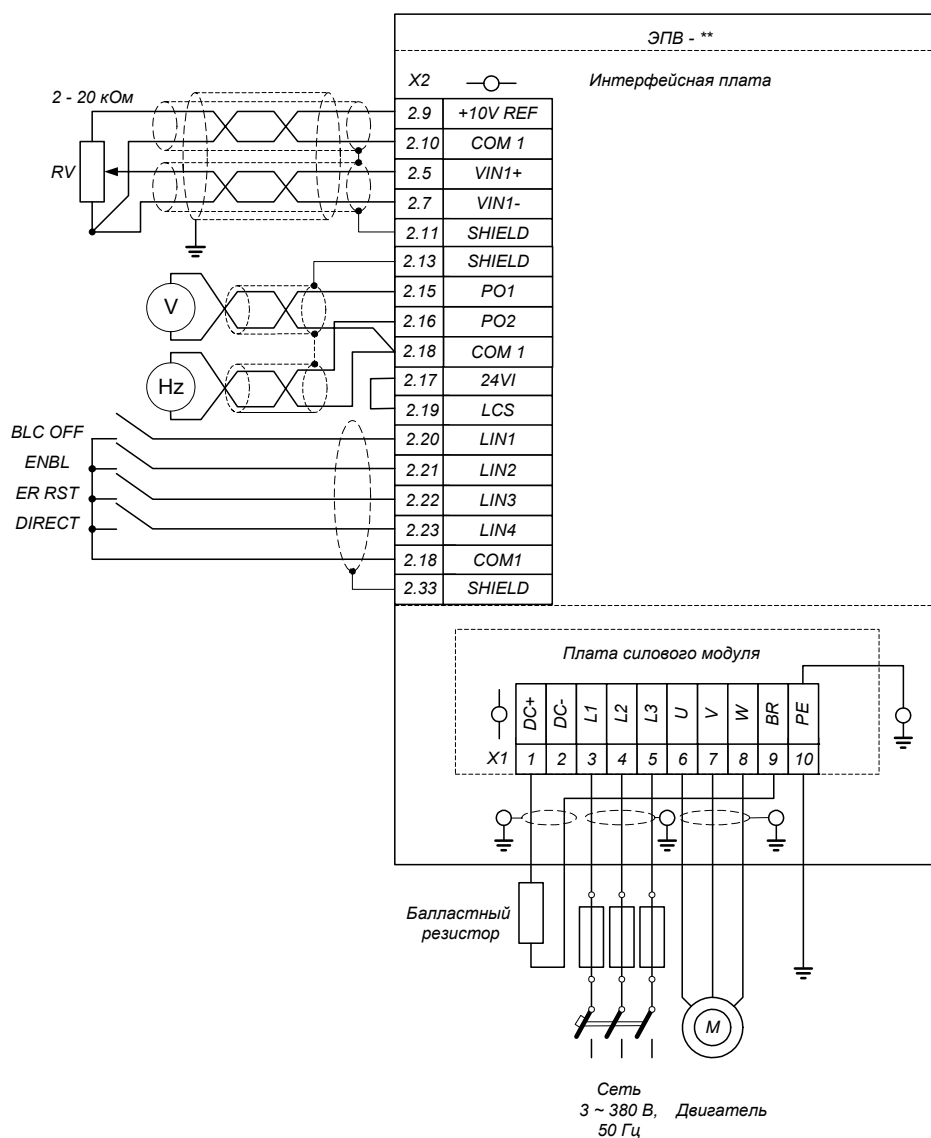 ЭПВ - **
X2
Интерфейсная плата
2 - 20 кОм
RV
2.9 +10V REF
2.10 COM 1
2.5 VIN1+
2.7 VIN1-
2.11 SHIELD
2.13 SHIELD
V
2.15 PO1
2.16 PO2
2.18 COM 1
Hz
2.17 24VI
2.19 LCS
BLC OFF
2.20 LIN1
ENBL
2.21 LIN2
ER RST
2.22 LIN3
DIRECT
2.23 LIN4
2.18 COM1
2.33 SHIELD
Плата силового модуля
DC+ DC- L1 L2 L3 U V W BR PE
X1 1 2 3 4 5 6 7 8 9 10
Балластный
резистор
M
Сеть
3 ~ 380 В,
50 Гц
Двигатель